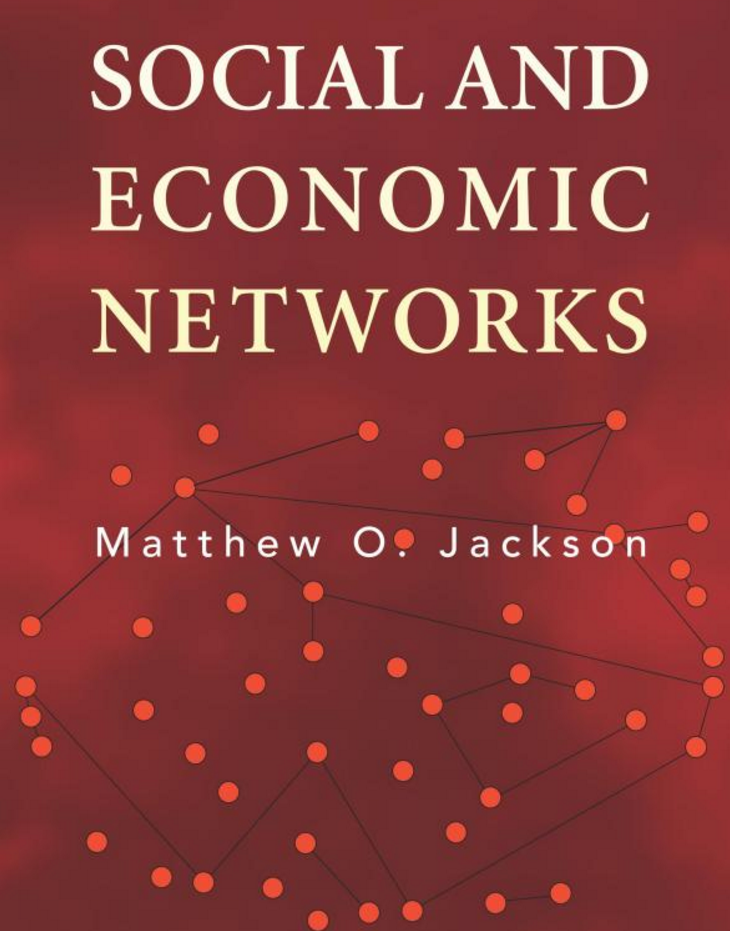 SOCIAL AND
ECONOMIC
NETWORKS
Matthew O. Jackson